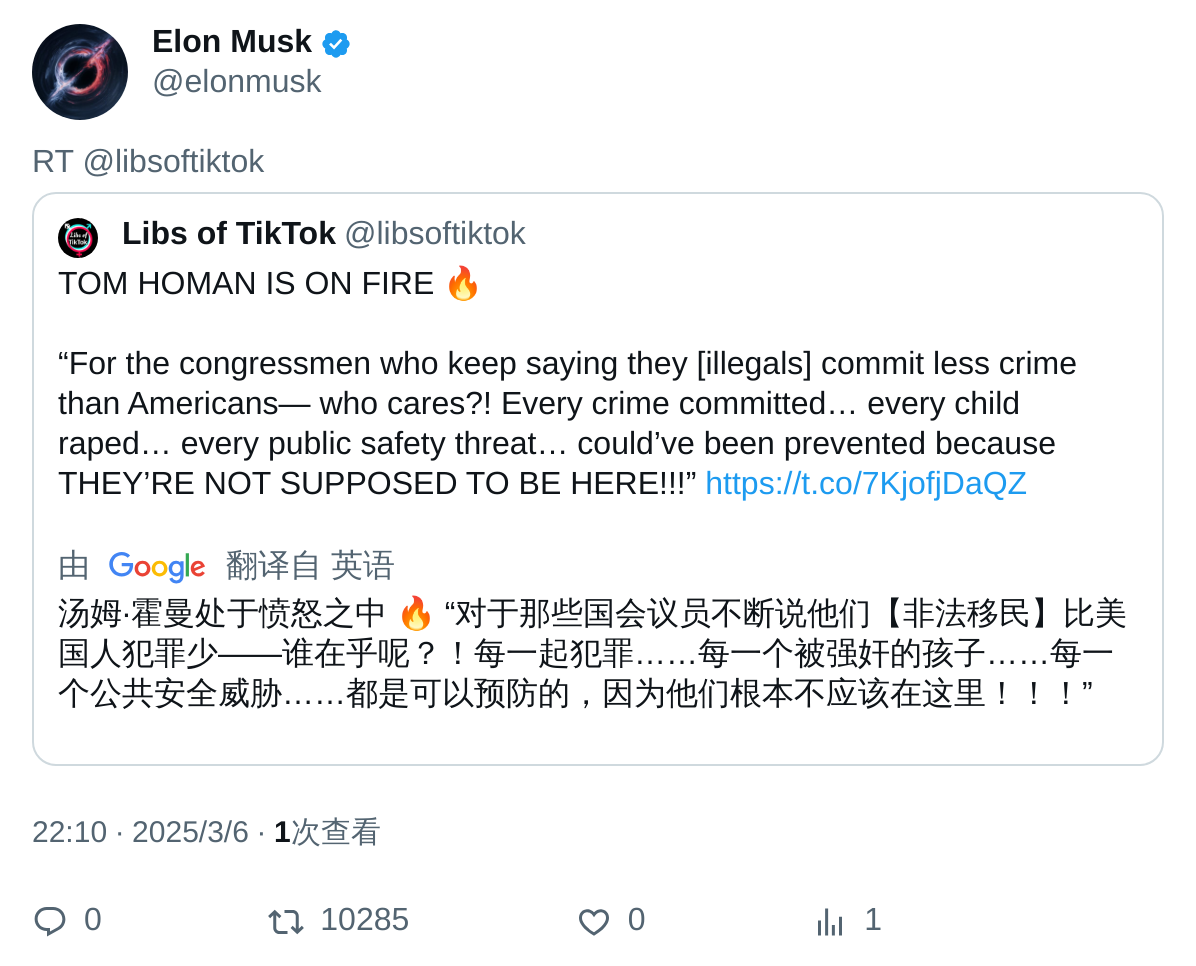 Elon Musk
@elonmusk
RT @libsoftiktok
Libs of TikTok @libsoftiktok
TOM HOMAN IS ON FIRE 🔥
“For the congressmen who keep saying they [illegals] commit less crime
than Americans— who cares?! Every crime committed… every child
raped… every public safety threat… could’ve been prevented because
THEY’RE NOT SUPPOSED TO BE HERE!!!” https://t.co/7KjofjDaQZ
由 Google 翻译自 英语
汤姆·霍曼处于愤怒之中 🔥 “对于那些国会议员不断说他们【非法移民】比美
国人犯罪少——谁在乎呢？！每一起犯罪……每一个被强奸的孩子……每一
个公共安全威胁……都是可以预防的，因为他们根本不应该在这里！！！”
22:10 · 2025/3/6 · 1次查看
0 10285 0 1